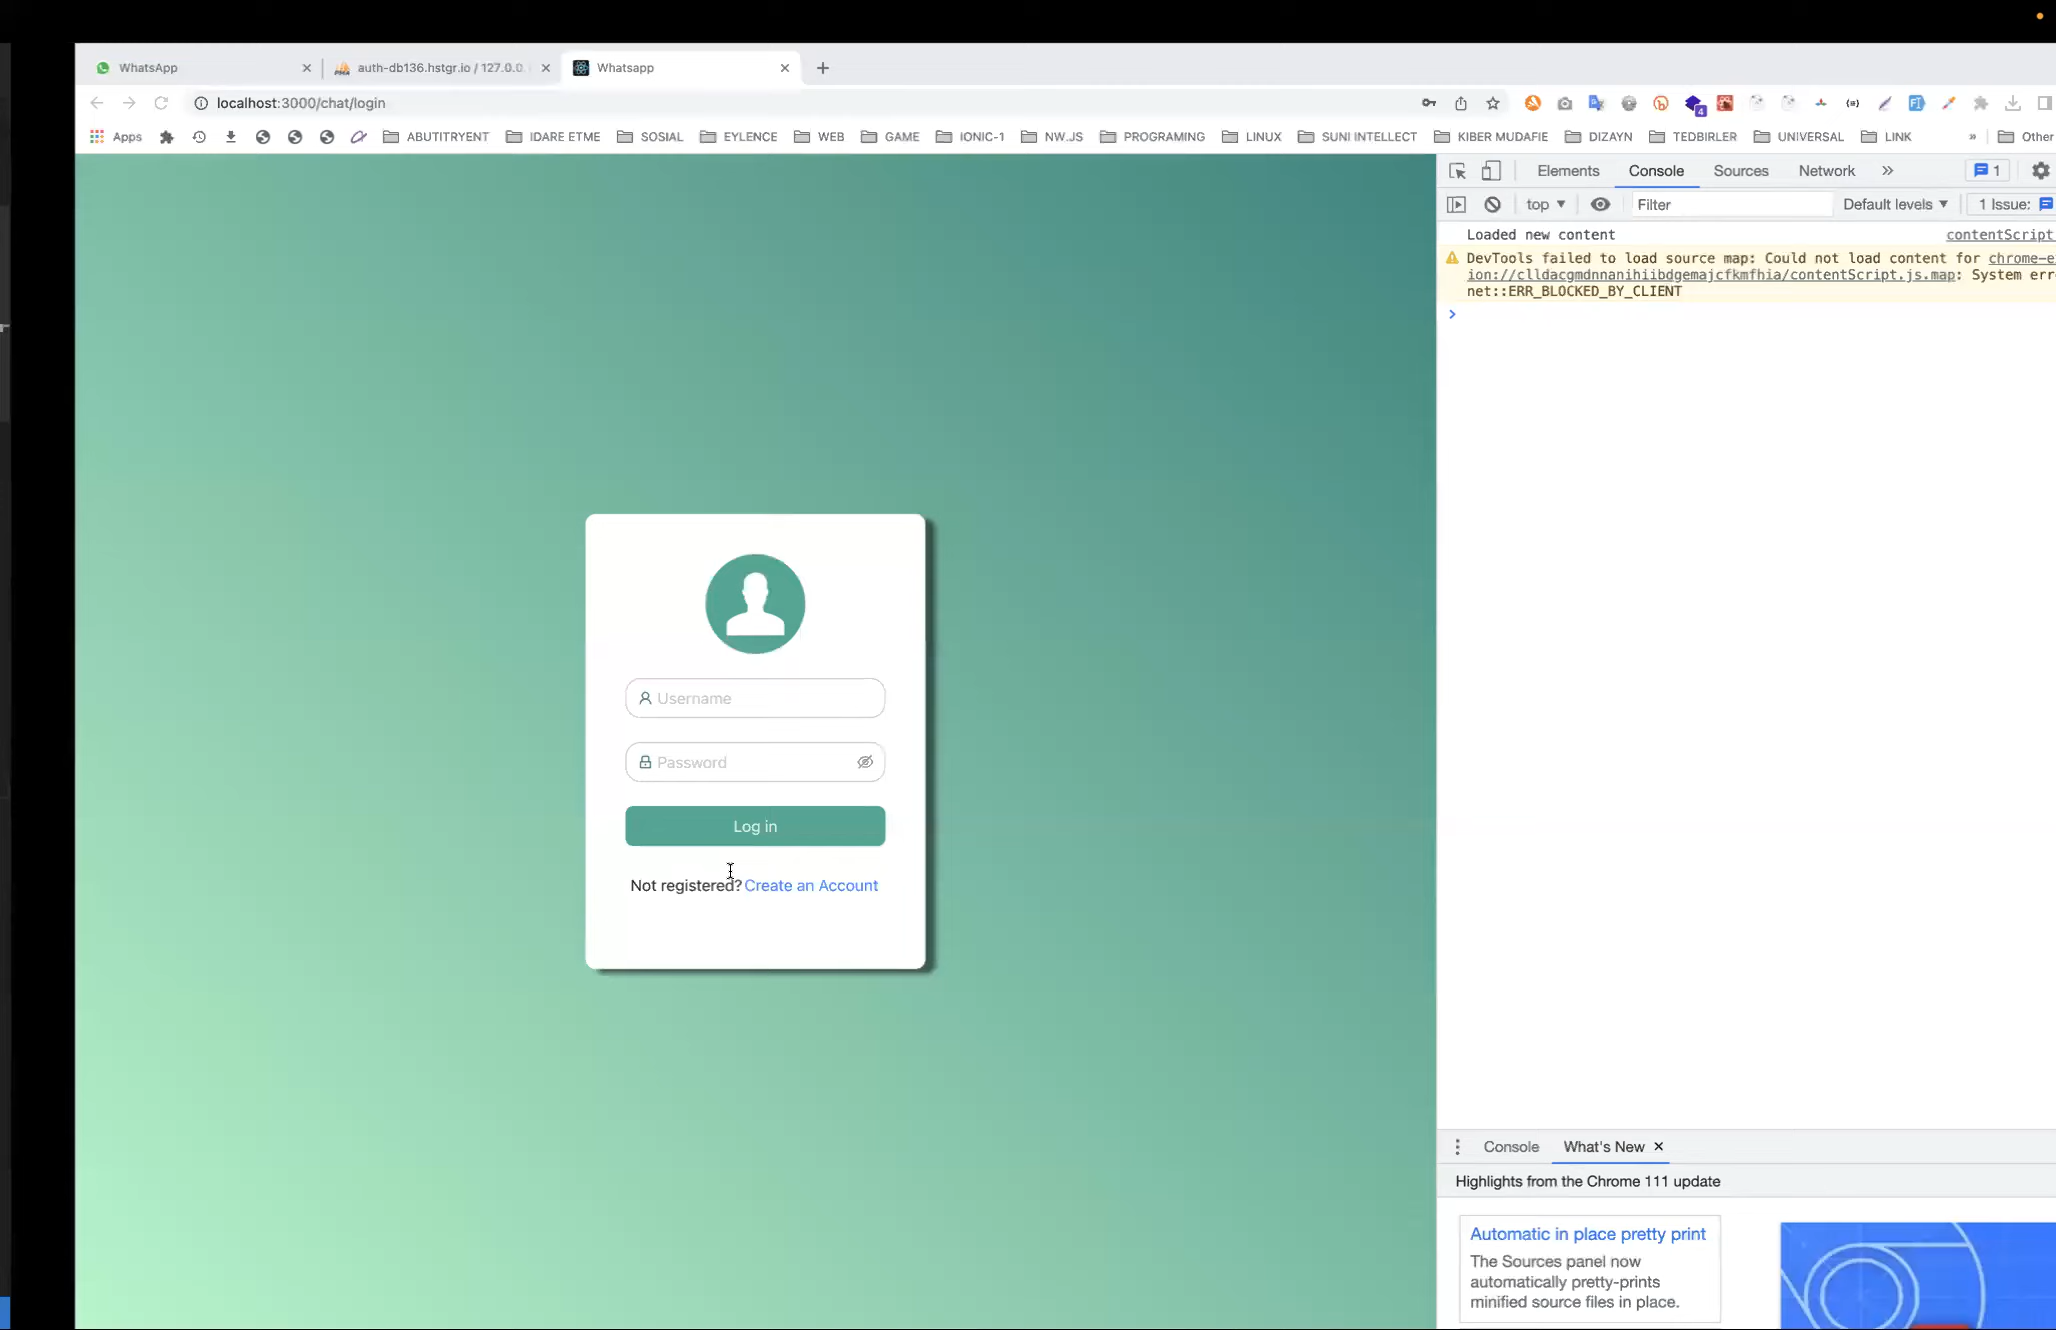 WhatsApp
auth-db136.hstgr.io / 127.0.0.
Whatsapp
localhost:3000/chat/login
4
Apps ABUTITRYENT IDARE ETME SOSIAL EYLENCE WEB GAME IONIC-1 NW.JS PROGRAMING LINUX SUNI INTELLECT KIBER MUDAFIE DIZAYN TEDBIRLER UNIVERSAL LINK » Other
Elements Console Sources Network » 1
top Filter Default levels 1 Issue:
Loaded new content contentScript
DevTools failed to load source map: Could not load content for chrome-e
ion://clldacgmdnnanihiibdgemajcfkmfhia/contentScript.js.map: System err
net::ERR_BLOCKED_BY_CLIENT
Username
Password
Log in
Not registered? Create an Account
Console What's New
Highlights from the Chrome 111 update
Automatic in place pretty print
The Sources panel now
automatically pretty-prints
minified source files in place.